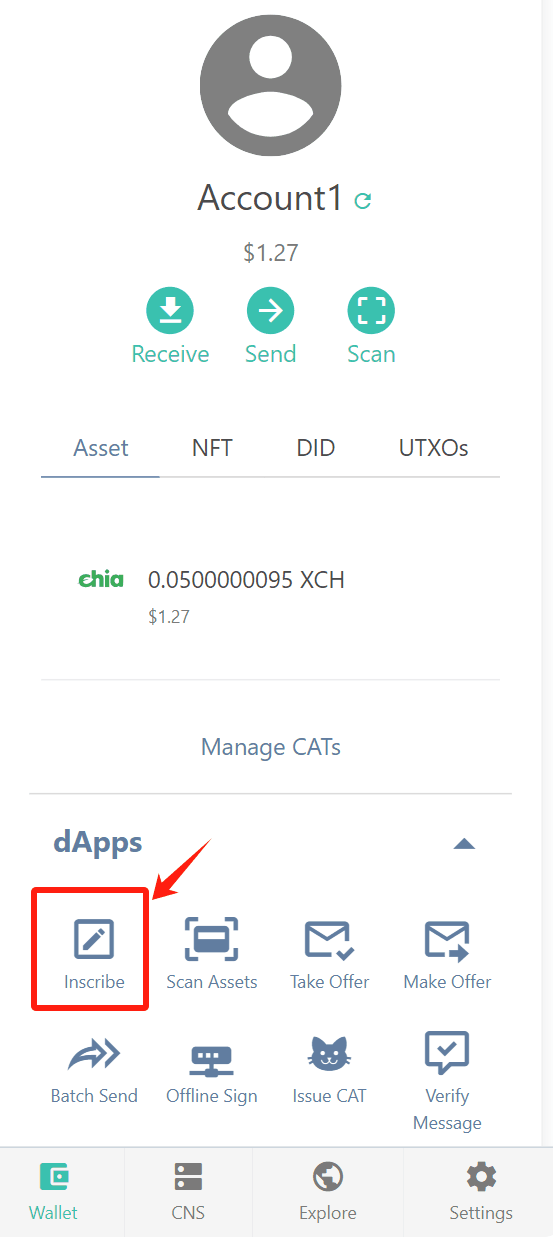 Account1
$1.27
Receive Send Scan
Asset NFT DID UTXOs
chia 0.0500000095 XCH
$1.27
Manage CATs
dApps
Inscribe Scan Assets Take Offer Make Offer
Batch Send Offline Sign Issue CAT Verify
Message
Wallet CNS Explore Settings